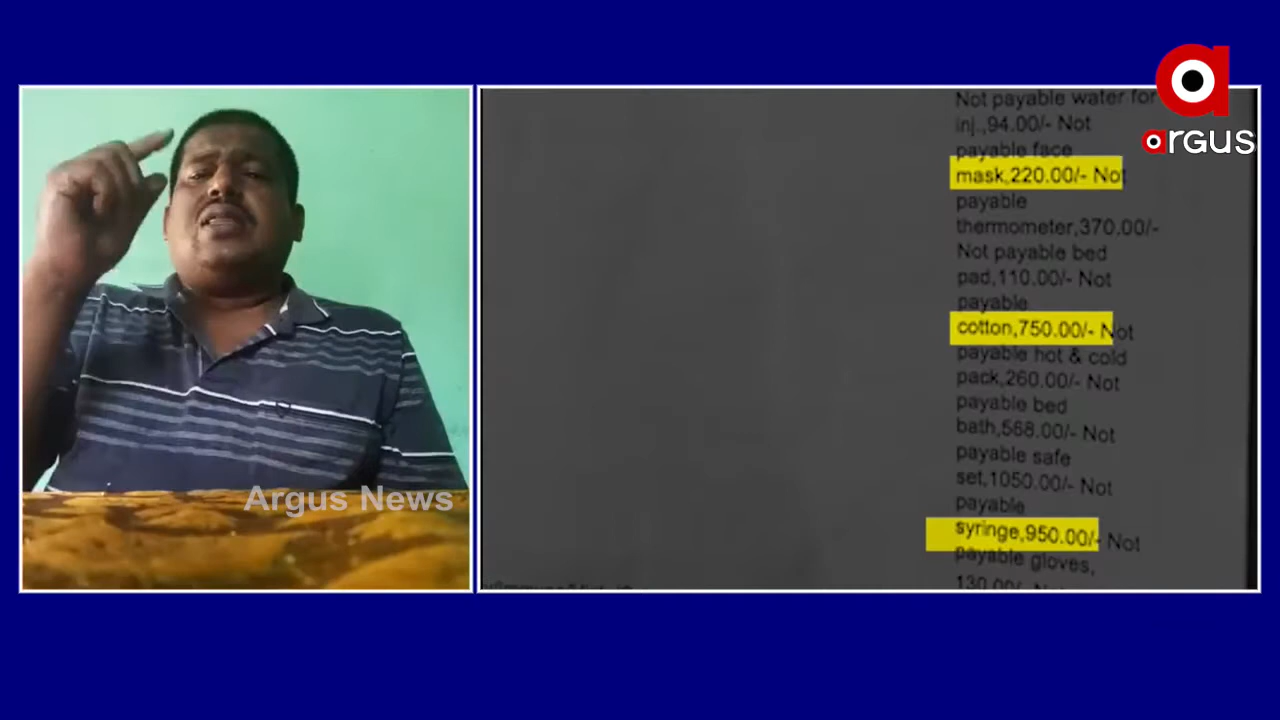 argus
Argus News
Not payable water for
inj.,94.00/- Not
payable face
mask,220.00/- Not
payable
thermometer,370.00/-
Not payable bed
pad,110.00/- Not
payable
cotton,750.00/- Not
payable hot & cold
pack,260.00/- Not
payable bed
bath,568.00/- Not
payable safe
set,1050.00/- Not
payable
syringe,950.00/- Not
payable gloves,
130.00/- Not